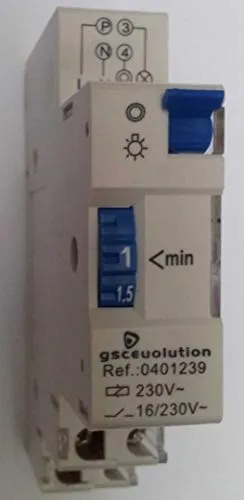 P 3
N 4
1
<min
1.5
gsceuolution
Ref.:0401239
230V~
16/230V~